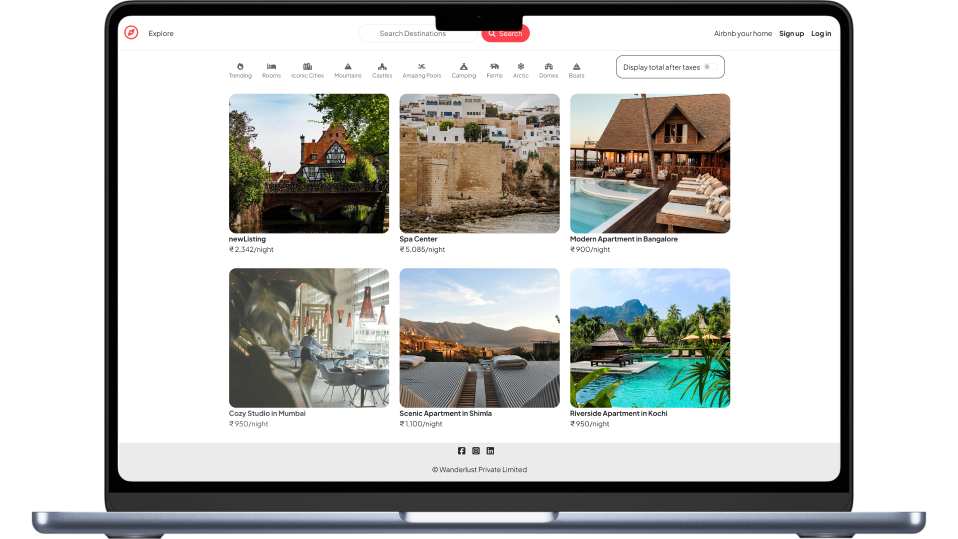 Explore
Search Destinations
Search
Airbnb your home Sign up Log in
Trending Rooms Iconic Cities Mountains Castles Amazing Pools Camping Farms Arctic Domes Boats
Display total after taxes
newListing
₹ 2,342/night
Spa Center
₹ 5,085/night
Modern Apartment in Bangalore
₹ 900/night
Cozy Studio in Mumbai
₹ 950/night
Scenic Apartment in Shimla
₹ 1,100/night
Riverside Apartment in Kochi
₹ 950/night
© Wanderlust Private Limited